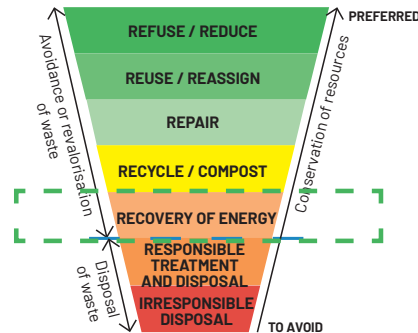 REFUSE / REDUCE
PREFERRED
REUSE / REASSIGN
REPAIR
RECYCLE / COMPOST
RECOVERY OF ENERGY
RESPONSIBLE
TREATMENT
AND DISPOSAL
IRRESPONSIBLE
DISPOSAL
TO AVOID
Avoidance or revalorisation
of waste
Disposal
of waste
Conservation of resources